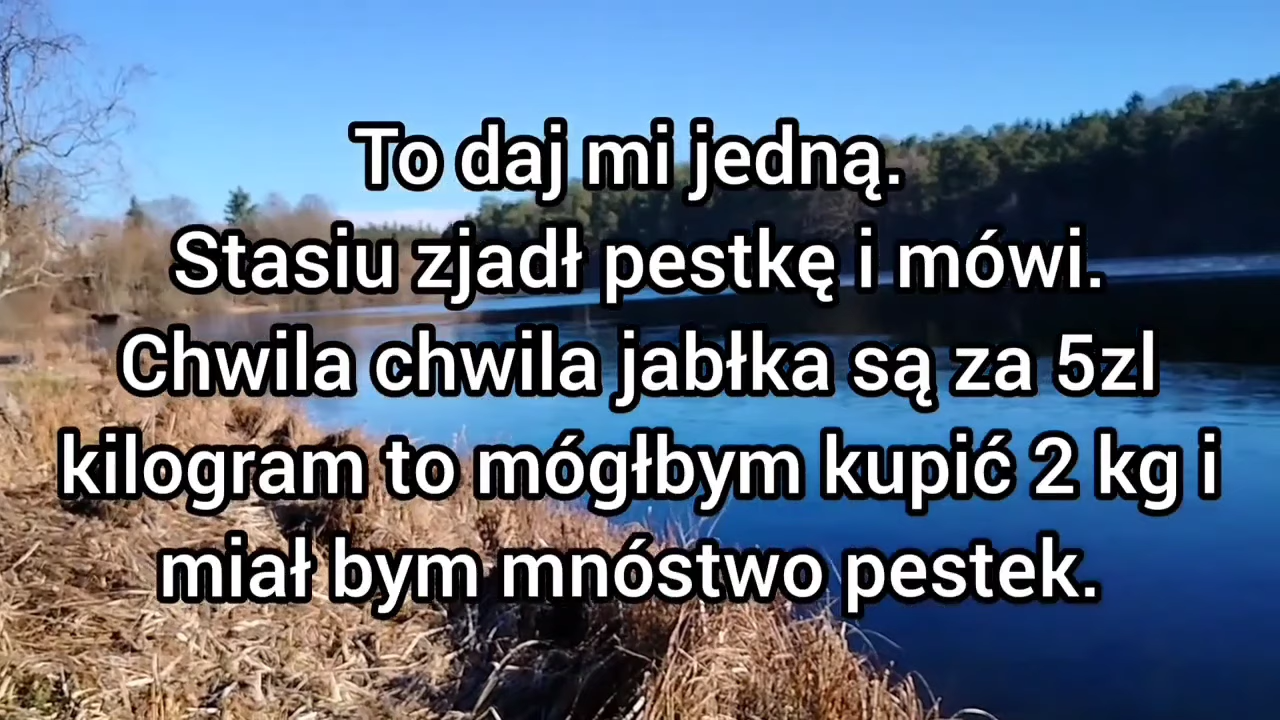 To daj mi jedną.
Stasiu zjadł pestkę i mówi.
Chwila chwila jabłka są za 5zl
kilogram to mógłbym kupić 2 kg i
miał bym mnóstwo pestek.